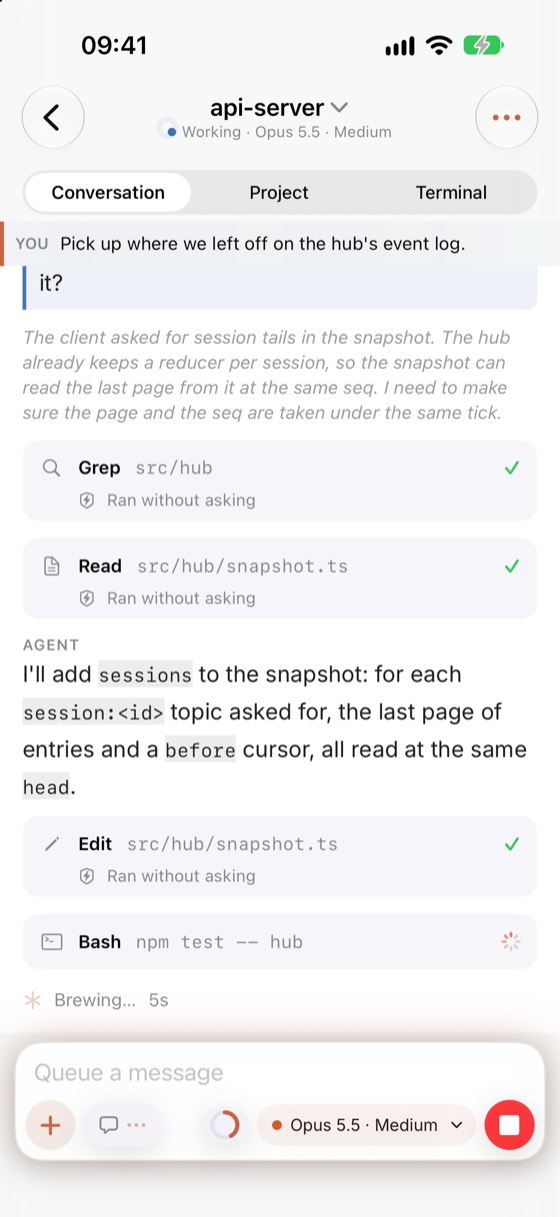 09:41
api-server
Working · Opus 5.5 · Medium
Conversation
Project
Terminal
YOU Pick up where we left off on the hub's event log.
it?
The client asked for session tails in the snapshot. The hub
already keeps a reducer per session, so the snapshot can
read the last page from it at the same seq. I need to make
sure the page and the seq are taken under the same tick.
Grep src/hub
Ran without asking
Read src/hub/snapshot.ts
Ran without asking
AGENT
I'll add sessions to the snapshot: for each
session:<id> topic asked for, the last page of
entries and a before cursor, all read at the same
head.
Edit src/hub/snapshot.ts
Ran without asking
Bash npm test -- hub
Brewing... 5s
Queue a message
Opus 5.5 · Medium